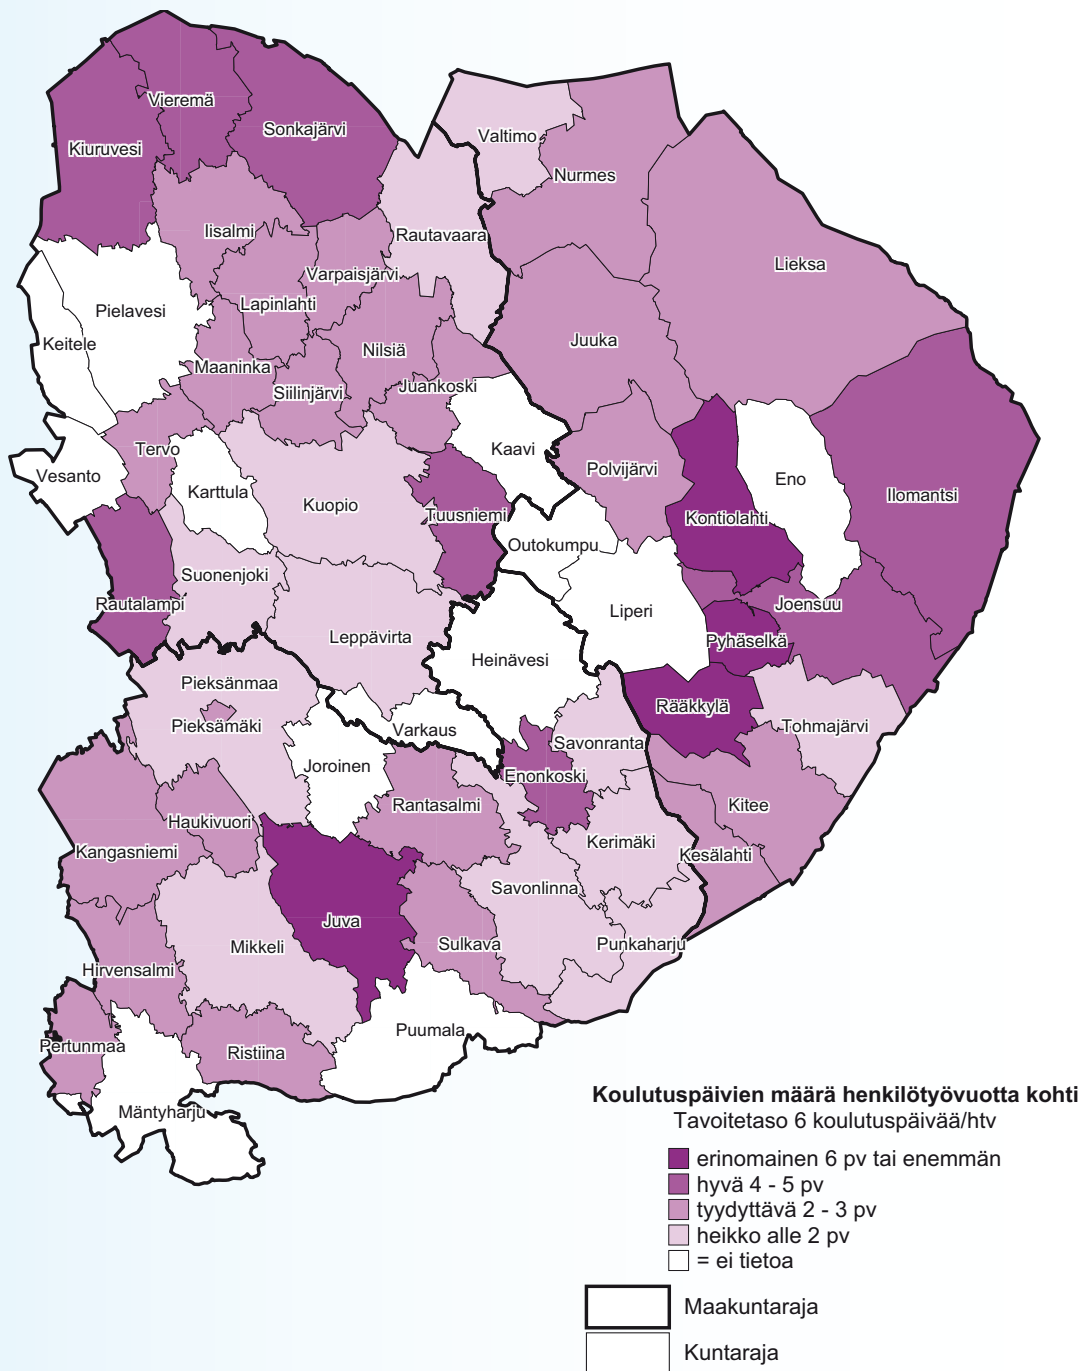 Vieremä
Sonkajärvi
Kiuruvesi
Valtimo
Nurmes
Iisalmi
Rautavaara
Lieksa
Varpaisjärvi
Lapinlahti
Pielavesi
Keitele
Nilsiä
Juuka
Maaninka
Siilinjärvi
Juankoski
Tervo
Kaavi
Vesanto
Karttula
Polvijärvi
Eno
Ilomantsi
Kuopio
Tuusniemi
Kontiolahti
Outokumpu
Suonenjoki
Rautalampi
Liperi
Joensuu
Leppävirta
Pyhäselkä
Heinävesi
Pieksänmaa
Rääkkylä
Pieksämäki
Varkaus
Tohmajärvi
Savonranta
Joroinen
Enonkoski
Rantasalmi
Kitee
Haukivuori
Kerimäki
Kangasniemi
Kesälahti
Savonlinna
Juva
Mikkeli
Sulkava
Punkaharju
Hirvensalmi
Puumala
Pertunmaa
Ristiina
Mäntyharju
Koulutuspäivien määrä henkilötyövuotta kohti
Tavoitetaso 6 koulutuspäivää/htv
erinomainen 6 pv tai enemmän
hyvä 4 - 5 pv
tyydyttävä 2 - 3 pv
heikko alle 2 pv
= ei tietoa
Maakuntaraja
Kuntaraja